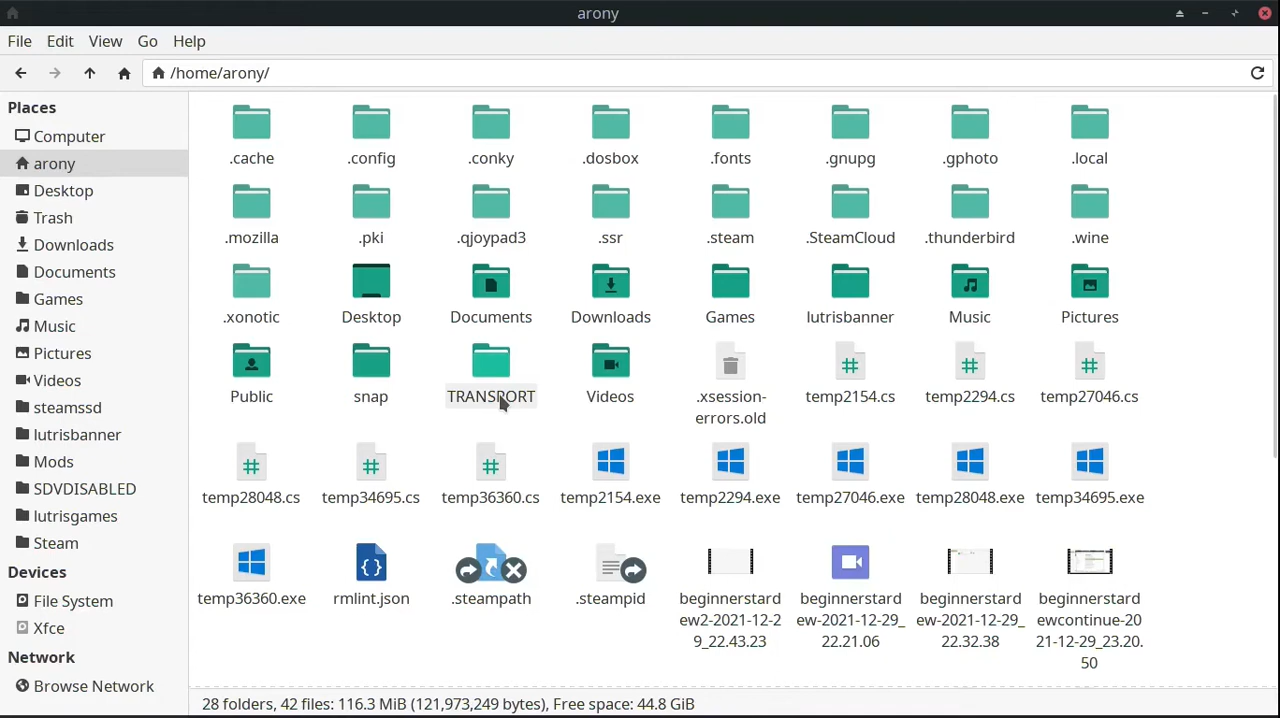 arony
File Edit View Go Help
/home/arony/
Places
Computer
arony
Desktop
Trash
Downloads
Documents
Games
Music
Pictures
Videos
steamssd
lutrisbanner
Mods
SDVDISABLED
lutrisgames
Steam
Devices
File System
Xfce
Network
Browse Network
.cache .config .conky .dosbox .fonts .gnupg .gphoto .local
.mozilla .pki .qjoypad3 .ssr .steam .SteamCloud .thunderbird .wine
.xonotic Desktop Documents Downloads Games lutrisbanner Music Pictures
Public snap TRANSPORT Videos .xsession-
errors.old temp2154.cs temp2294.cs temp27046.cs
temp28048.cs temp34695.cs temp36360.cs temp2154.exe temp2294.exe temp27046.exe temp28048.exe temp34695.exe
temp36360.exe rmlint.json .steampath .steampid
beginnerstard
ew2-2021-12-2
9_22.43.23
beginnerstard
ew-2021-12-29_
22.21.06
beginnerstard
ew-2021-12-29_
22.32.38
beginnerstard
ewcontinue-20
21-12-29_23.20.
50
28 folders, 42 files: 116.3 MiB (121,973,249 bytes), Free space: 44.8 GiB